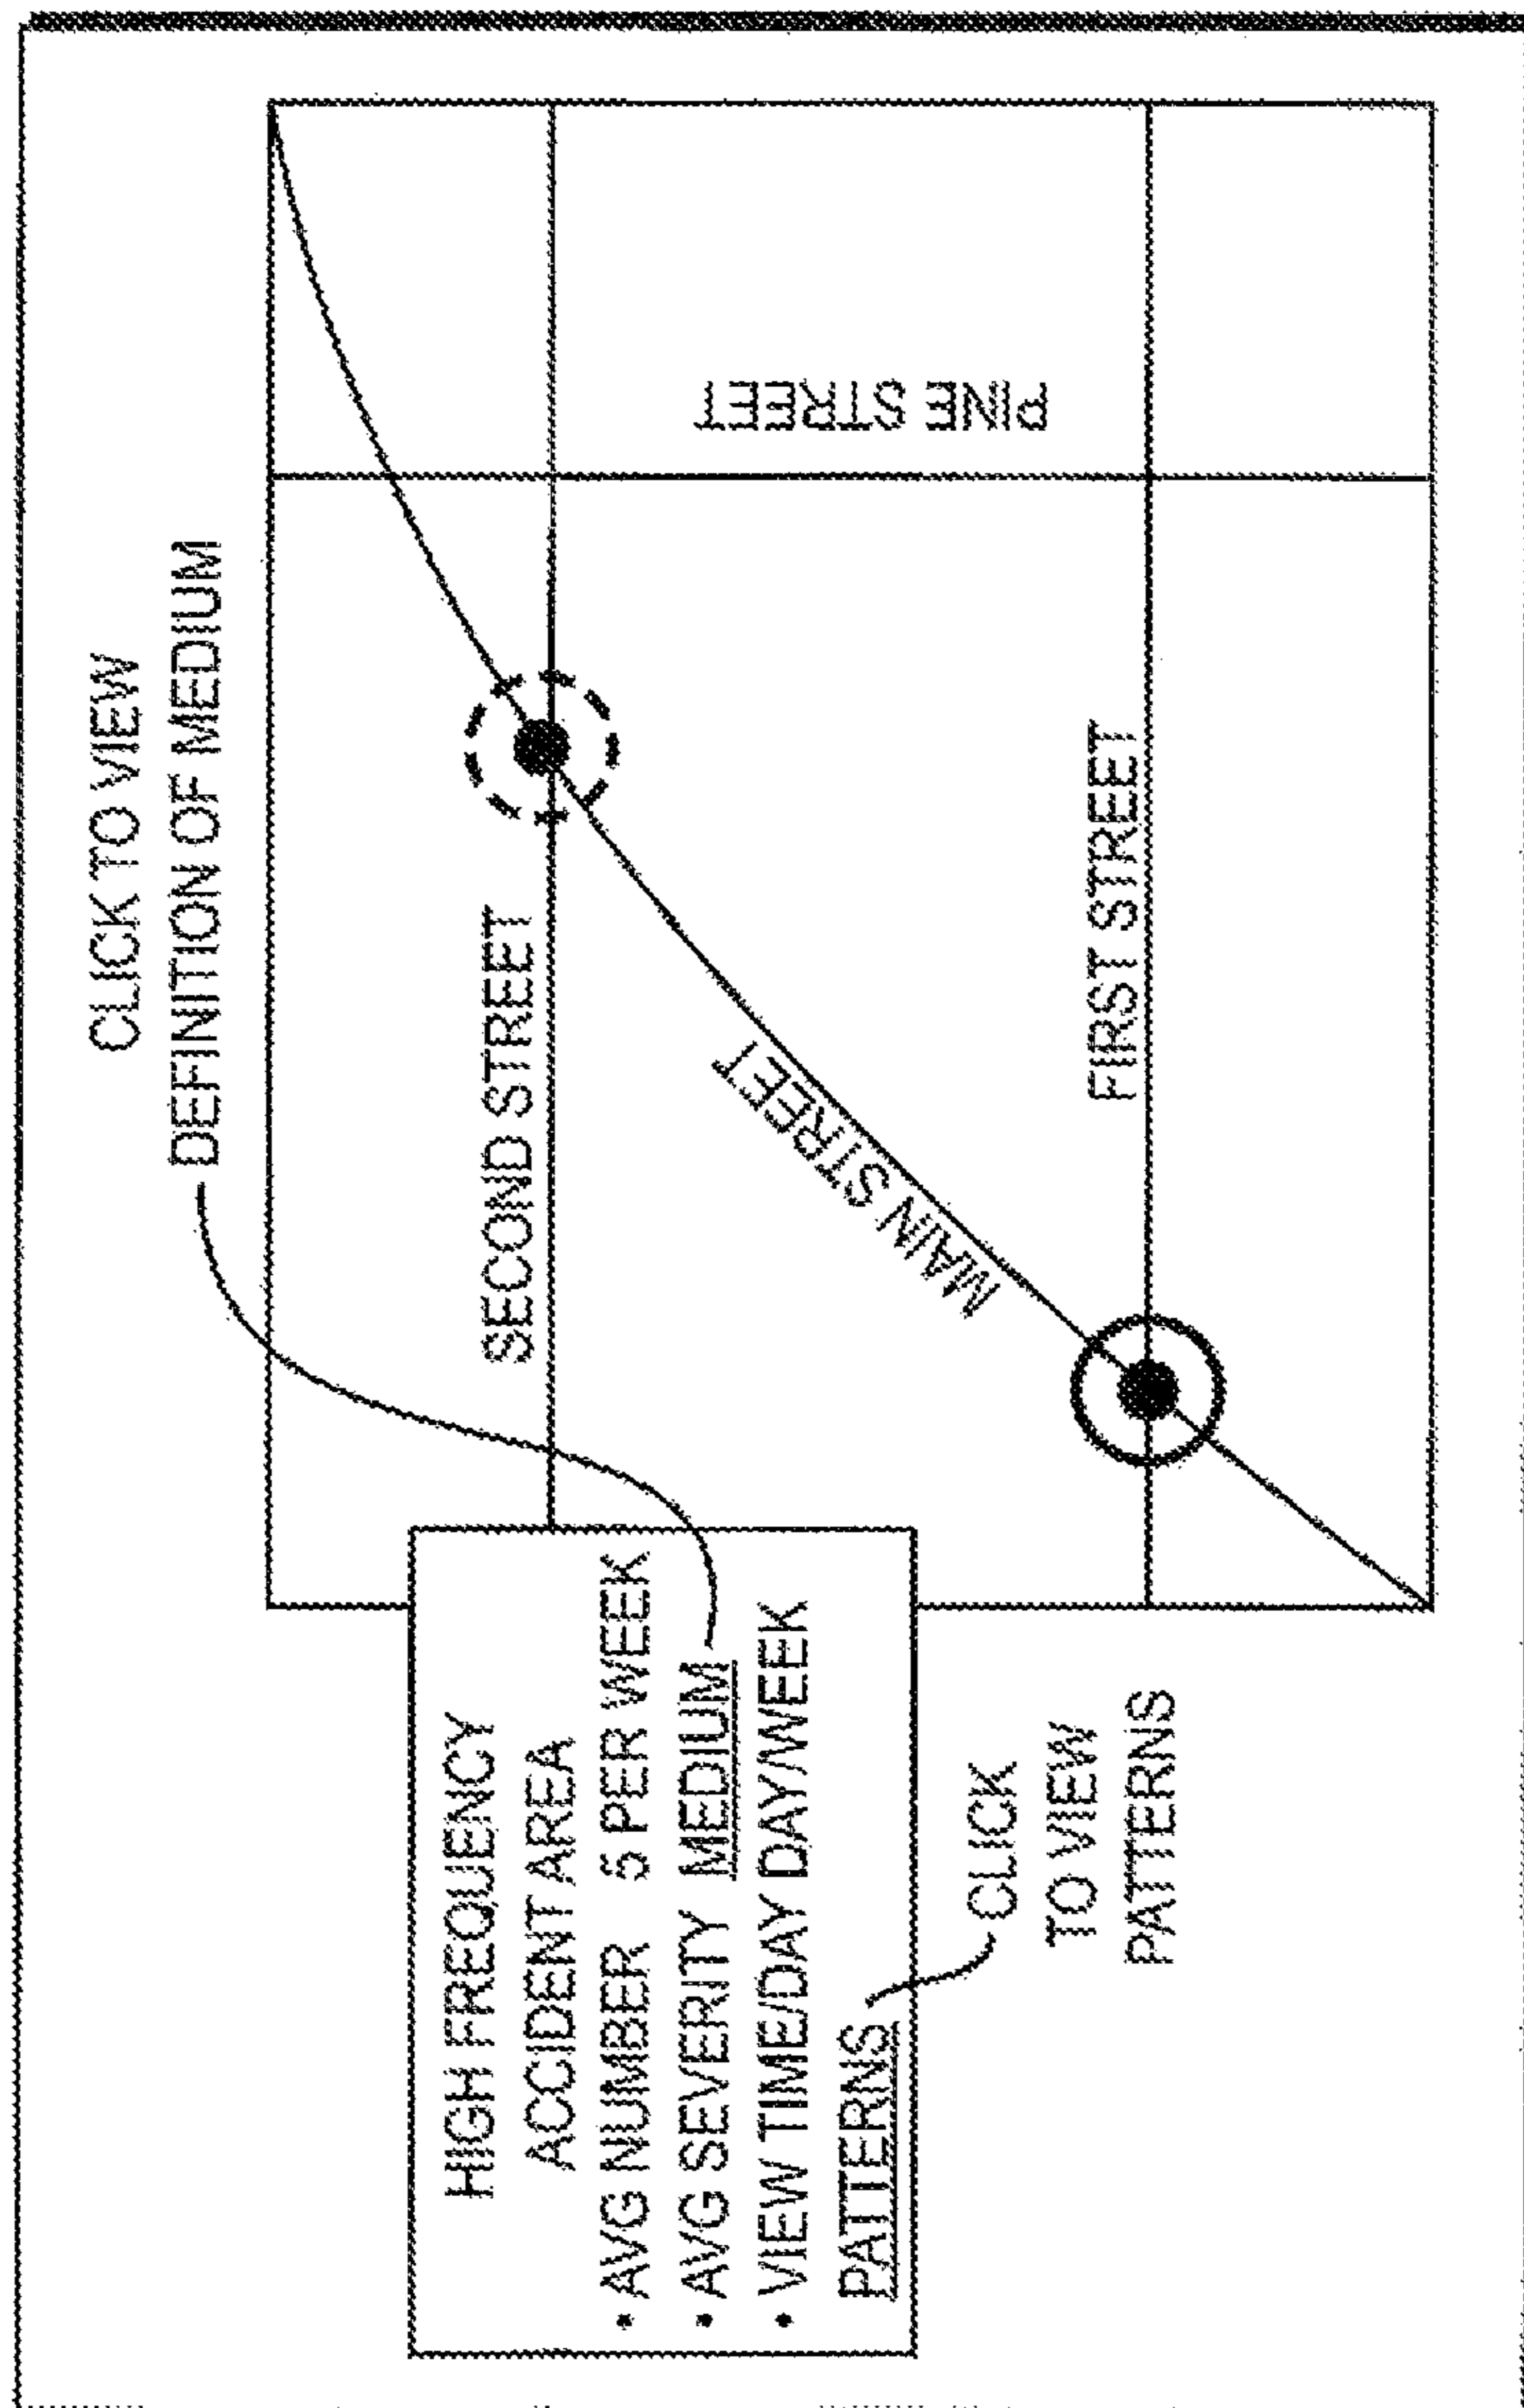 CLICK TO VIEW
DEFINITION OF MEDIUM
HIGH FREQUENCY
ACCIDENT AREA
• AVG NUMBER 5 PER WEEK
• AVG SEVERITY MEDIUM
• VIEW TIME/DAY DAY/WEEK
PATTERNS
CLICK
TO VIEW
PATTERNS
SECOND STREET
MAIN STREET
FIRST STREET
PINE STREET